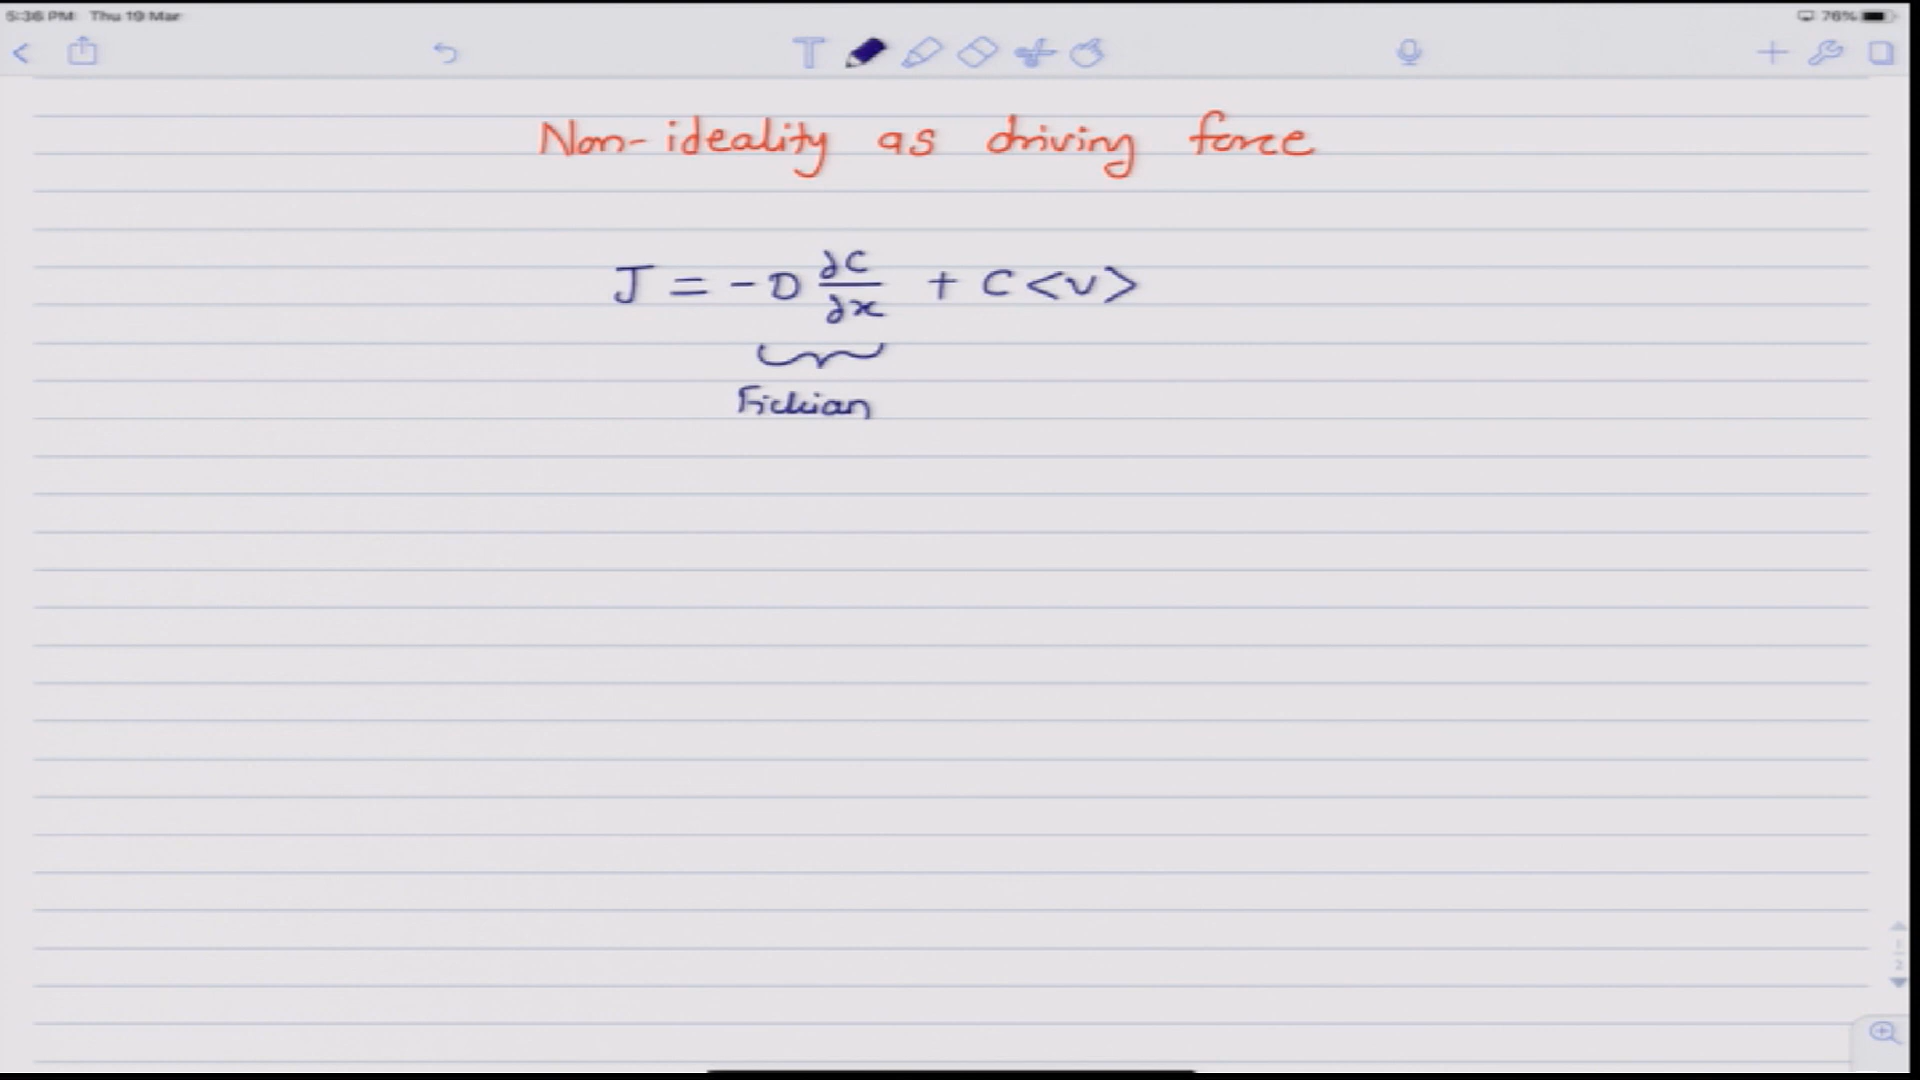 5:36 PM Thu 19 Mar
76%
T
Non-ideality as driving force
J = -D ∂C/∂x + C<v>
Fickian